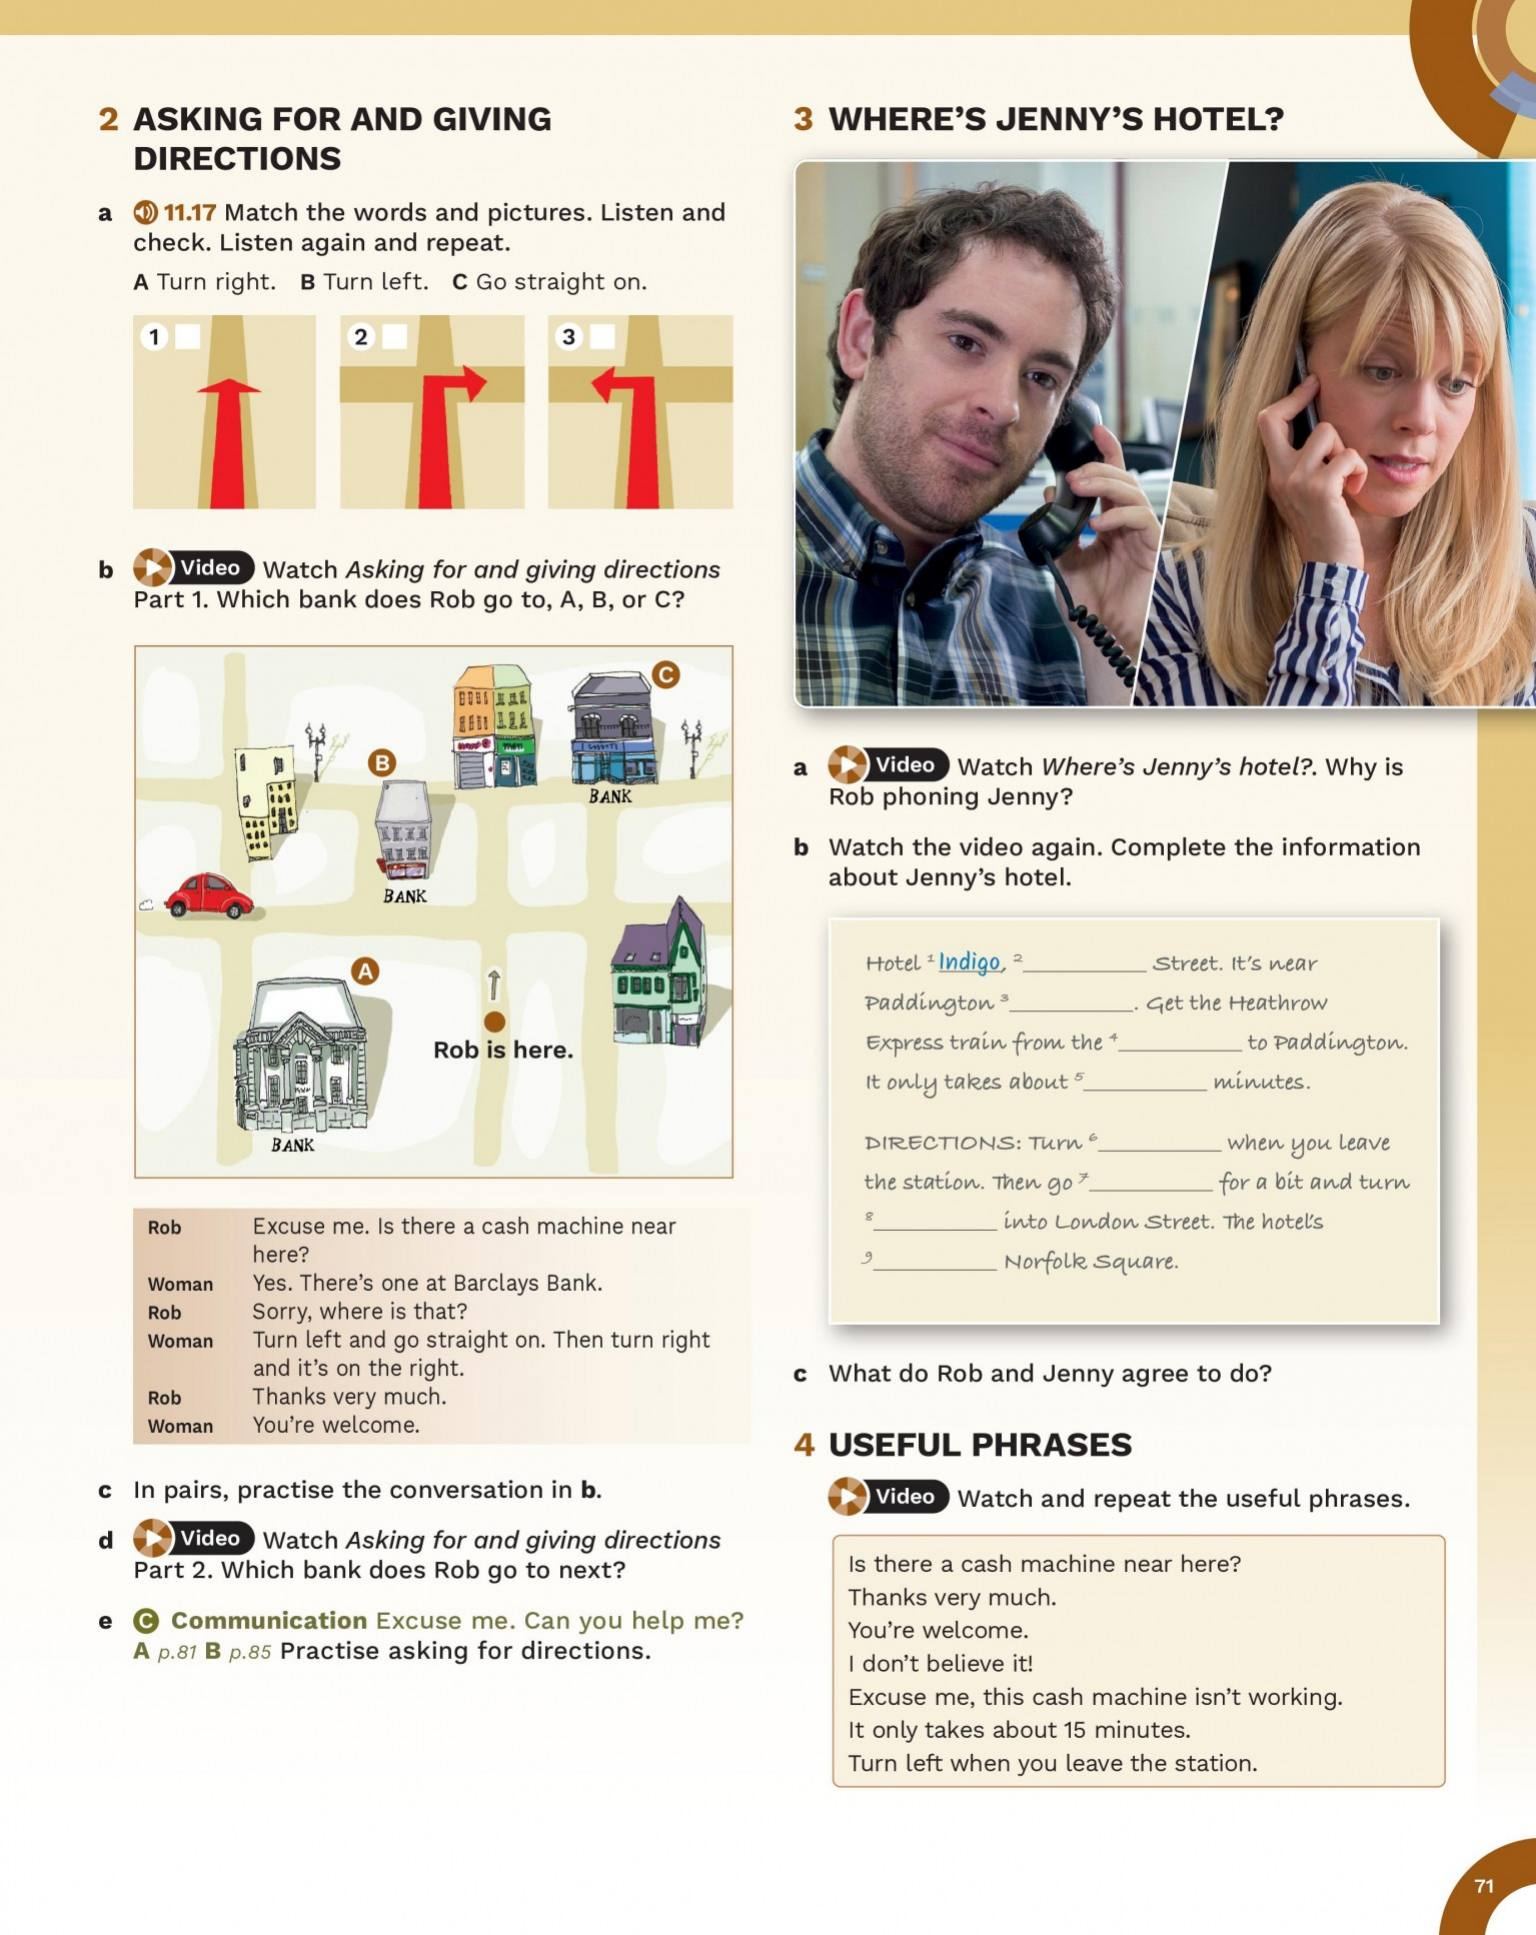 2 ASKING FOR AND GIVING
DIRECTIONS
a 11.17 Match the words and pictures. Listen and
check. Listen again and repeat.
A Turn right. B Turn left. C Go straight on.
1
2
3
b Video Watch Asking for and giving directions
Part 1. Which bank does Rob go to, A, B, or C?
C
B
BANK
BANK
A
Rob is here.
BANK
Rob Excuse me. Is there a cash machine near
here?
Woman Yes. There's one at Barclays Bank.
Rob Sorry, where is that?
Woman Turn left and go straight on. Then turn right
and it's on the right.
Rob Thanks very much.
Woman You're welcome.
c In pairs, practise the conversation in b.
d Video Watch Asking for and giving directions
Part 2. Which bank does Rob go to next?
e C Communication Excuse me. Can you help me?
A p.81 B p.85 Practise asking for directions.
3 WHERE'S JENNY'S HOTEL?
a Video Watch Where's Jenny's hotel?. Why is
Rob phoning Jenny?
b Watch the video again. Complete the information
about Jenny's hotel.
Hotel 1 Indigo, 2 ____________ Street. It's near
Paddington 3 ____________. Get the Heathrow
Express train from the 4 ____________ to Paddington.
It only takes about 5 ____________ minutes.
DIRECTIONS: Turn 6 ____________ when you leave
the station. Then go 7 ____________ for a bit and turn
8 ____________ into London Street. The hotel's
9 ____________ Norfolk Square.
c What do Rob and Jenny agree to do?
4 USEFUL PHRASES
Video Watch and repeat the useful phrases.
Is there a cash machine near here?
Thanks very much.
You're welcome.
I don't believe it!
Excuse me, this cash machine isn't working.
It only takes about 15 minutes.
Turn left when you leave the station.
71